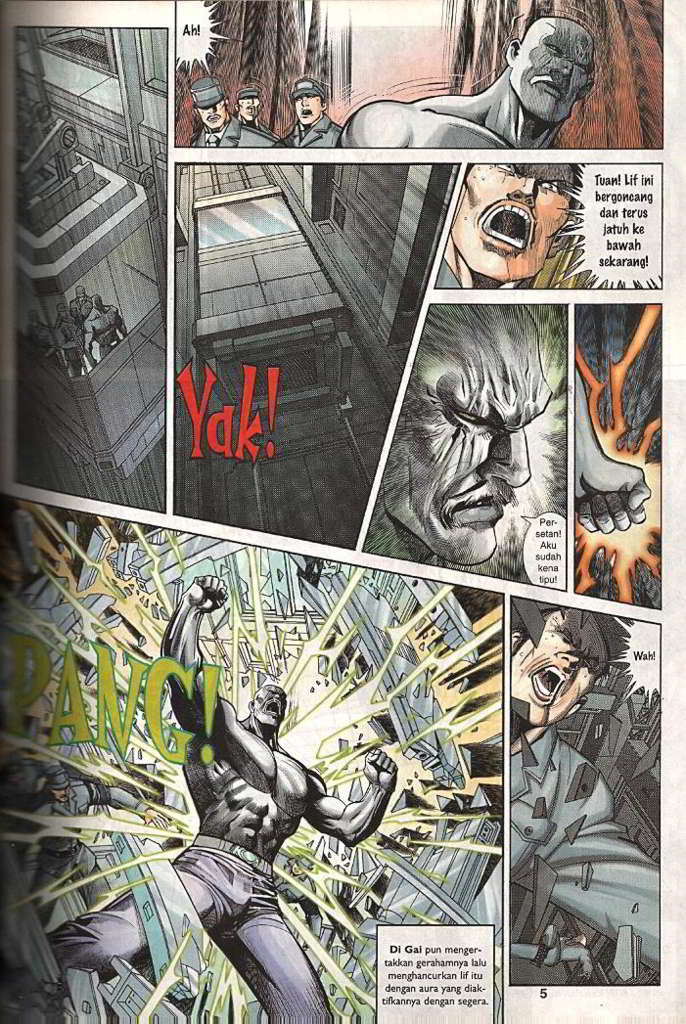 Ah!
Tuan! Lif ini
bergoncang
dan terus
jatuh ke
bawah
sekarang!
Yak!
Per-
setan!
Aku
sudah
kena
tipu!
PANG!
Wah!
Di Gai pun menger-
takkan gerahamnya lalu
menghancurkan lif itu
dengan aura yang diak-
tifkannya dengan segera.
5